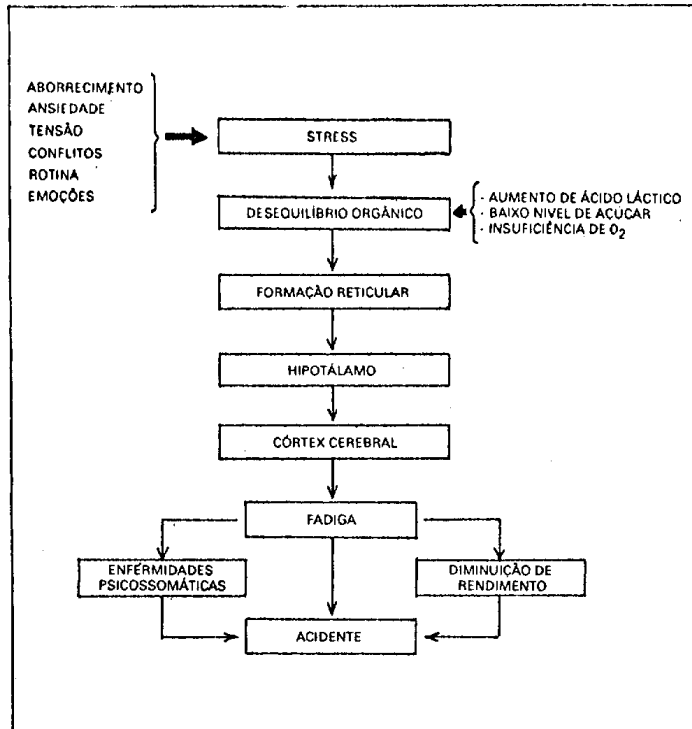 ABORRECIMENTO
ANSIEDADE
TENSÃO
CONFLITOS
ROTINA
EMOÇÕES
STRESS
DESEQUILÍBRIO ORGÂNICO
- AUMENTO DE ÁCIDO LÁCTICO
- BAIXO NIVEL DE AÇÚCAR
- INSUFICIÊNCIA DE O2
FORMAÇÃO RETICULAR
HIPOTÁLAMO
CÓRTEX CEREBRAL
FADIGA
ENFERMIDADES
PSICOSSOMÁTICAS
DIMINUIÇÃO DE
RENDIMENTO
ACIDENTE